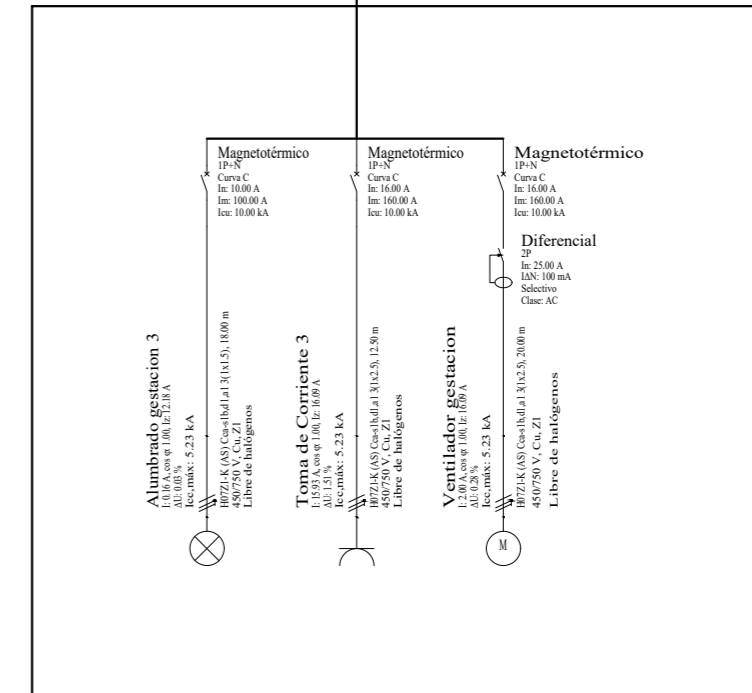 Magnetotérmico
1P+N
Curva C
In: 10.00 A
Im: 100.00 A
Icu: 10.00 kA
Magnetotérmico
1P+N
Curva C
In: 16.00 A
Im: 160.00 A
Icu: 10.00 kA
Magnetotérmico
1P+N
Curva C
In: 16.00 A
Im: 160.00 A
Icu: 10.00 kA
Diferencial
2P
In: 25.00 A
IΔN: 100 mA
Selectivo
Clase: AC
Alumbrado gestacion 3
I: 0.16 A, cos φ: 1.00, Iz: 12.18 A
ΔU: 0.03 %
Icc,máx: 5.23 kA
H07Z1-K (AS) Cca-s1b,d1,a1 3(1x1.5), 18.00 m
450/750 V, Cu, Z1
Libre de halógenos
Toma de Corriente 3
I: 15.93 A, cos φ: 1.00, Iz: 16.09 A
ΔU: 1.51 %
Icc,máx: 5.23 kA
H07Z1-K (AS) Cca-s1b,d1,a1 3(1x2.5), 12.50 m
450/750 V, Cu, Z1
Libre de halógenos
Ventilador gestacion
I: 2.00 A, cos φ: 1.00, Iz: 16.09 A
ΔU: 0.28 %
Icc,máx: 5.23 kA
H07Z1-K (AS) Cca-s1b,d1,a1 3(1x2.5), 20.00 m
450/750 V, Cu, Z1
Libre de halógenos
M